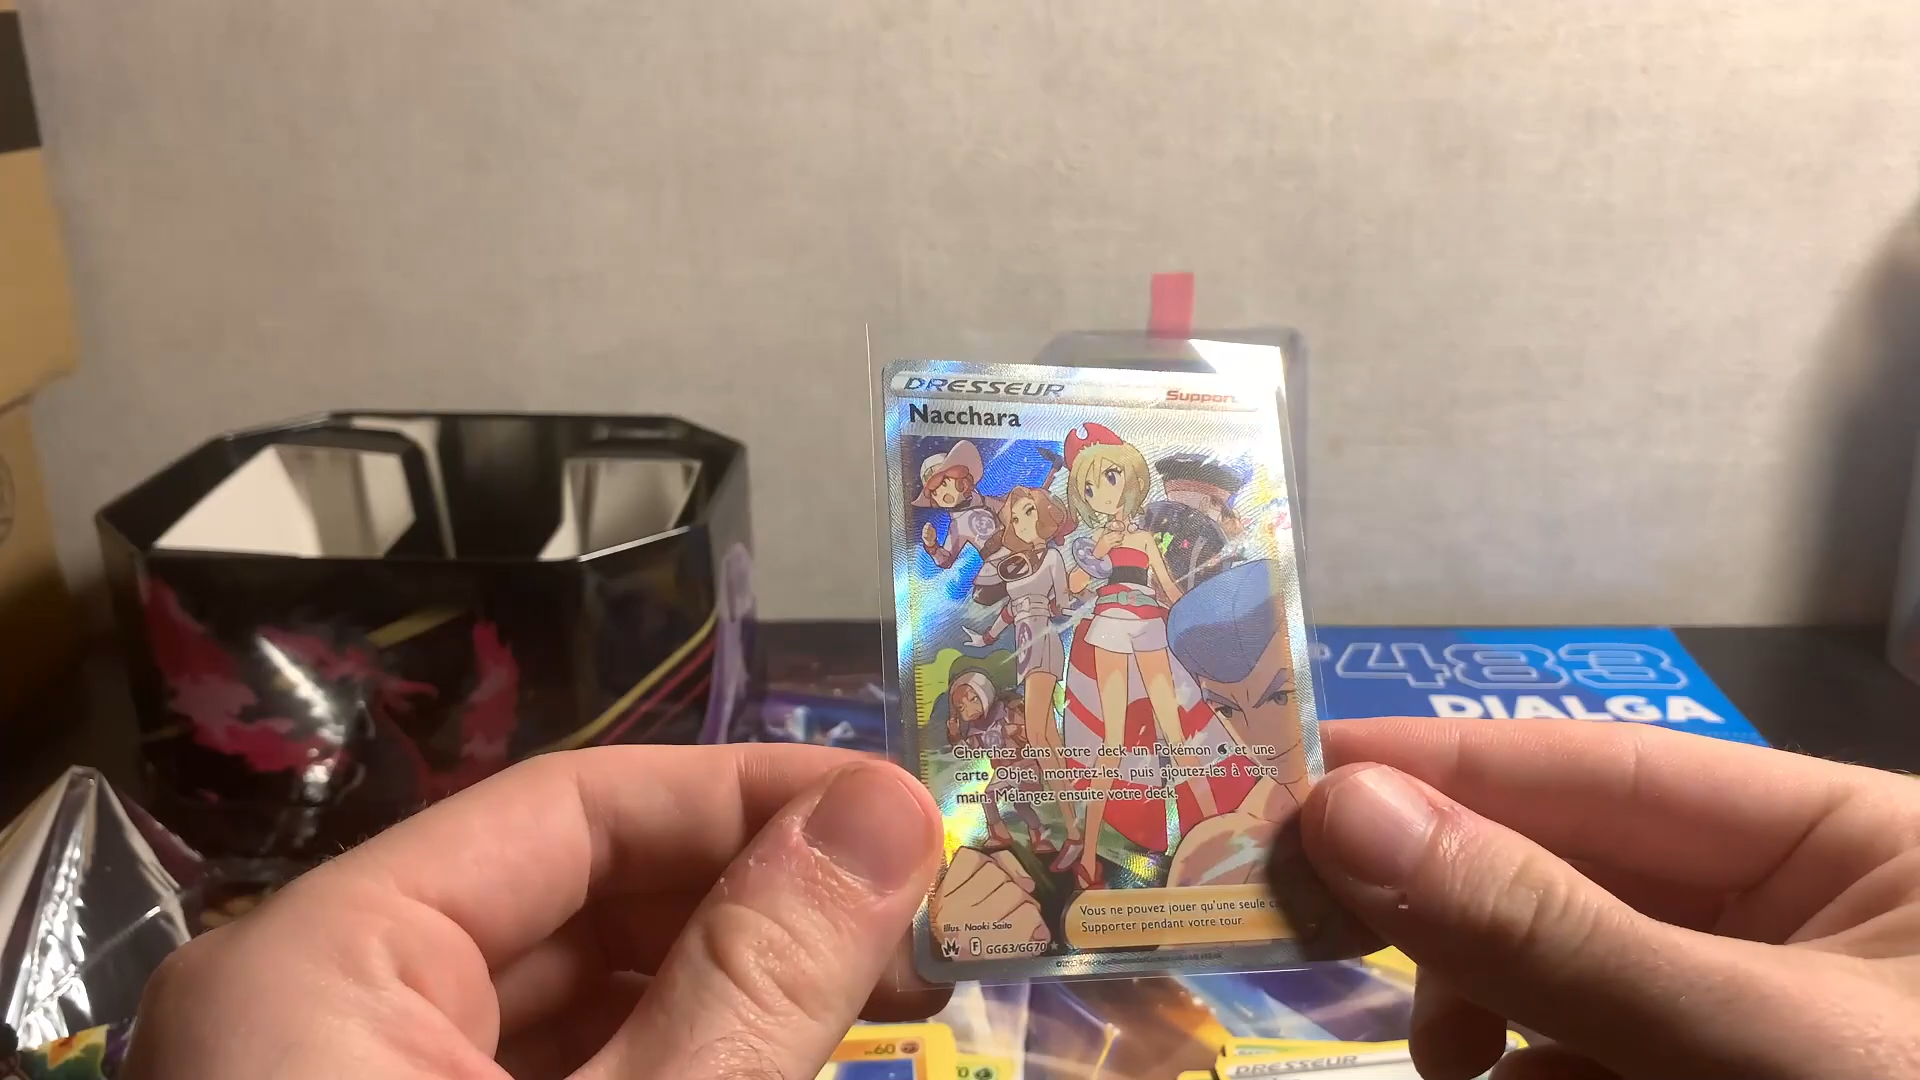 DRESSEUR
Nacchara
483
DIALGA
Cherchez dans votre deck un Pokémon et une
carte Objet, montrez-les, puis ajoutez-les à votre
main. Mélangez ensuite votre deck.
Vous ne pouvez jouer qu'une seule
Supporter pendant votre tour.
Illus. Naoki Saito
F GG63/GG70
60
DRESSEUR